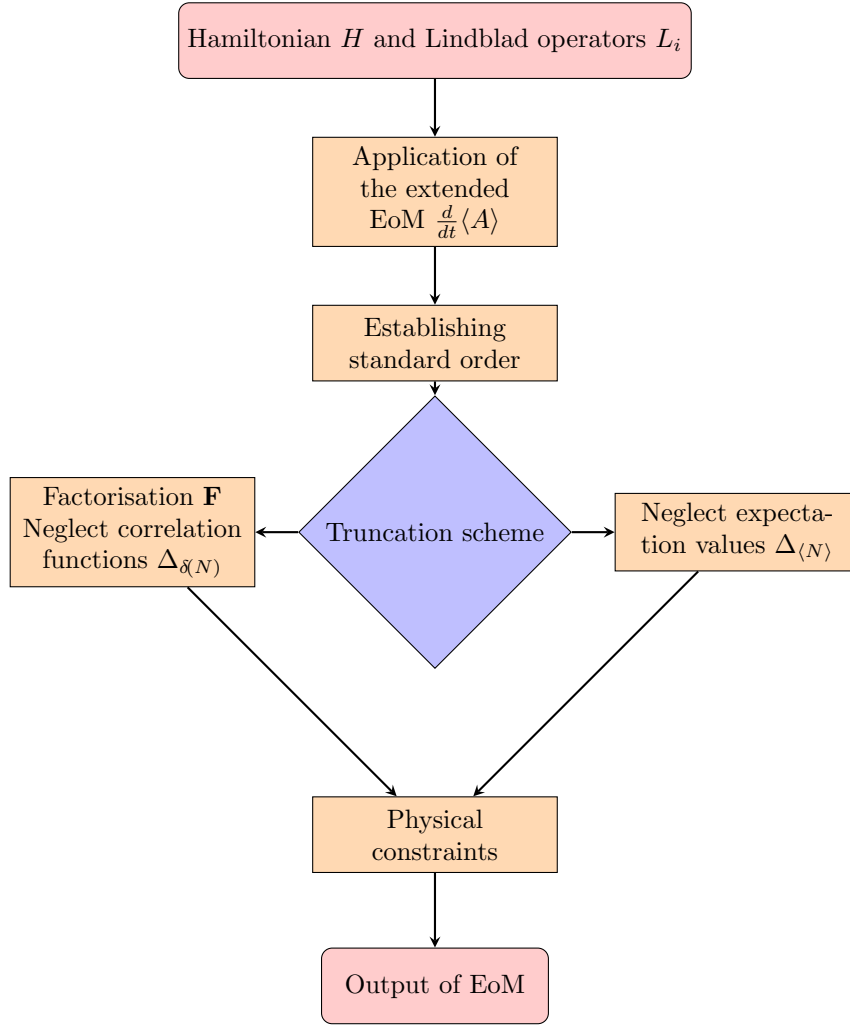 Hamiltonian H and Lindblad operators Lᵢ
Application of
the extended
EoM d/dt⟨A⟩
Establishing
standard order
Truncation scheme
Factorisation F
Neglect correlation
functions Δ_δ(N)
Neglect expecta-
tion values Δ_⟨N⟩
Physical
constraints
Output of EoM